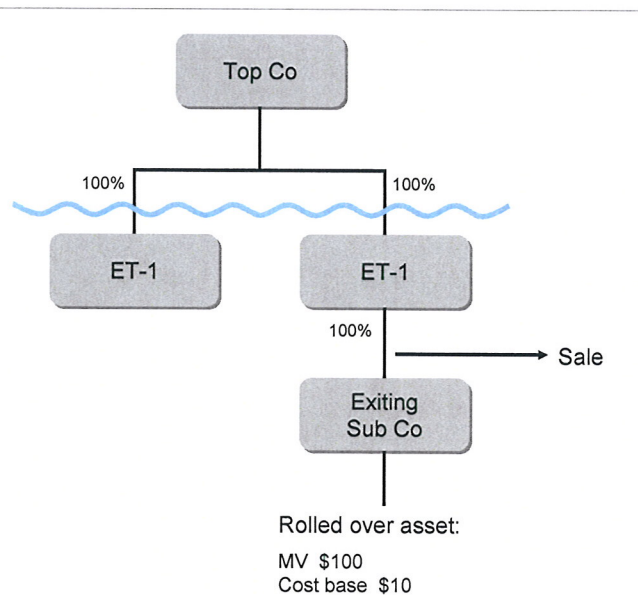 Top Co
100%
100%
ET-1
ET-1
100%
Sale
Exiting
Sub Co
Rolled over asset:
MV $100
Cost base $10